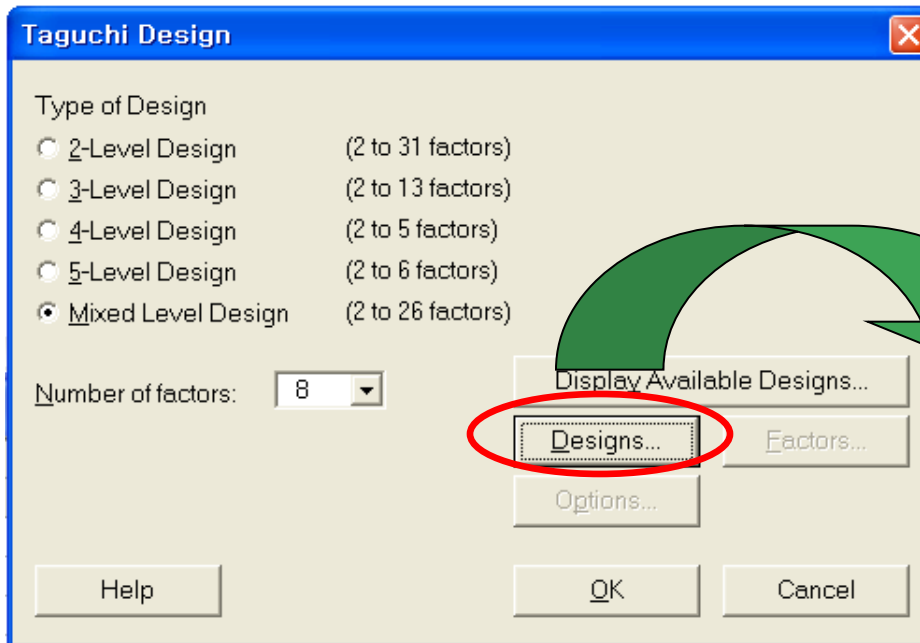 Taguchi Design
Type of Design
2-Level Design (2 to 31 factors)
3-Level Design (2 to 13 factors)
4-Level Design (2 to 5 factors)
5-Level Design (2 to 6 factors)
Mixed Level Design (2 to 26 factors)
Number of factors: 8
Display Available Designs...
Designs... Factors...
Options...
Help OK Cancel